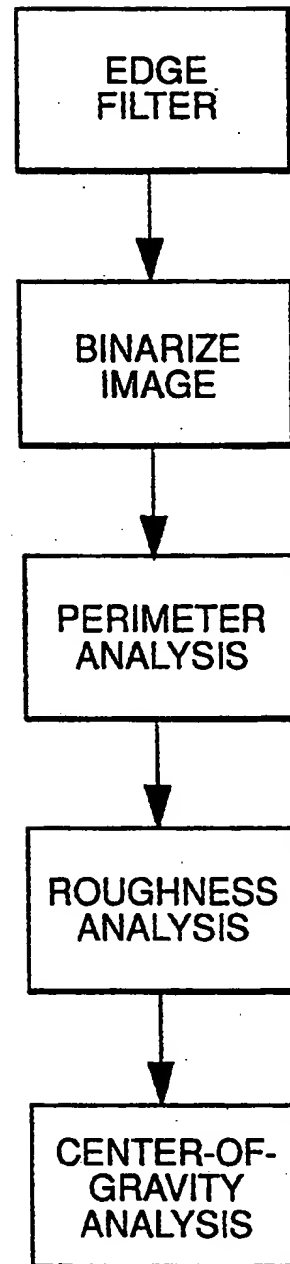 EDGE
FILTER
BINARIZE
IMAGE
PERIMETER
ANALYSIS
ROUGHNESS
ANALYSIS
CENTER-OF-
GRAVITY
ANALYSIS